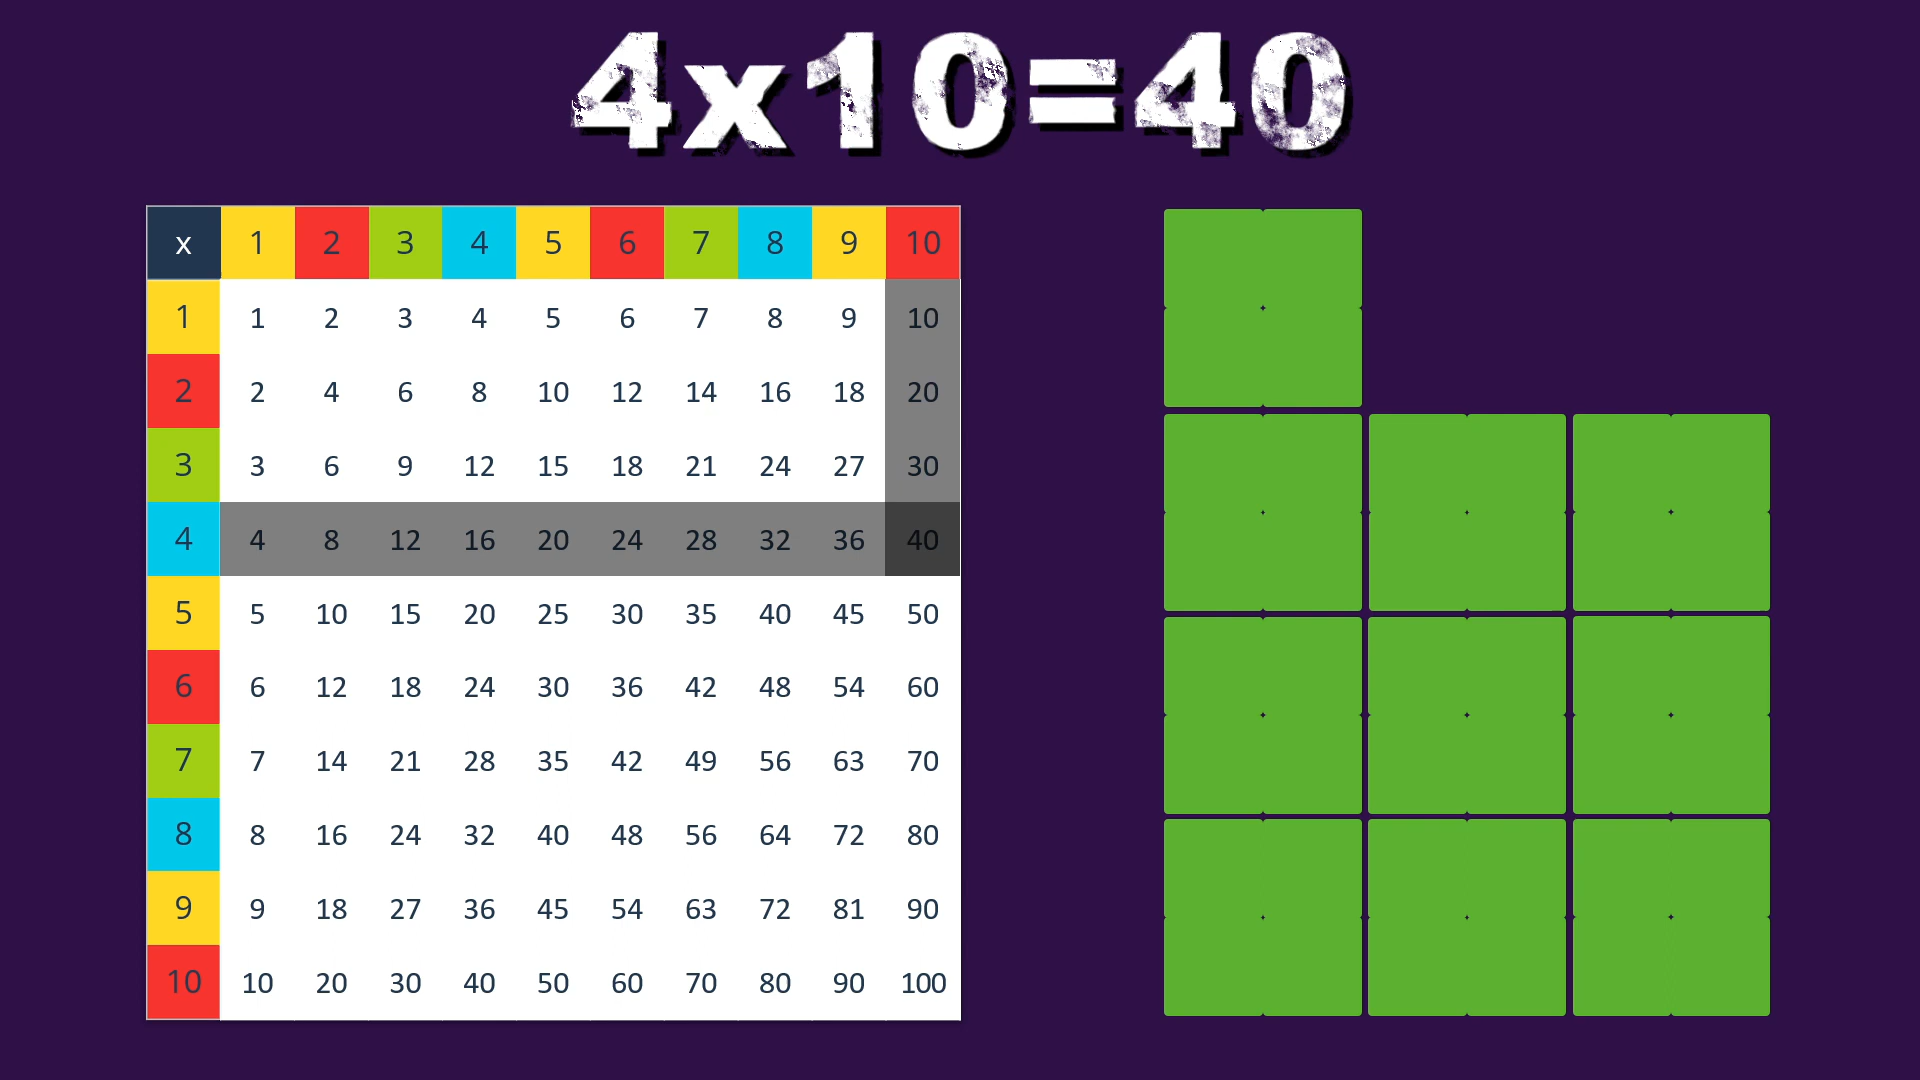 4x10=40
x 1 2 3 4 5 6 7 8 9 10
1 1 2 3 4 5 6 7 8 9 10
2 2 4 6 8 10 12 14 16 18 20
3 3 6 9 12 15 18 21 24 27 30
4 4 8 12 16 20 24 28 32 36 40
5 5 10 15 20 25 30 35 40 45 50
6 6 12 18 24 30 36 42 48 54 60
7 7 14 21 28 35 42 49 56 63 70
8 8 16 24 32 40 48 56 64 72 80
9 9 18 27 36 45 54 63 72 81 90
10 10 20 30 40 50 60 70 80 90 100